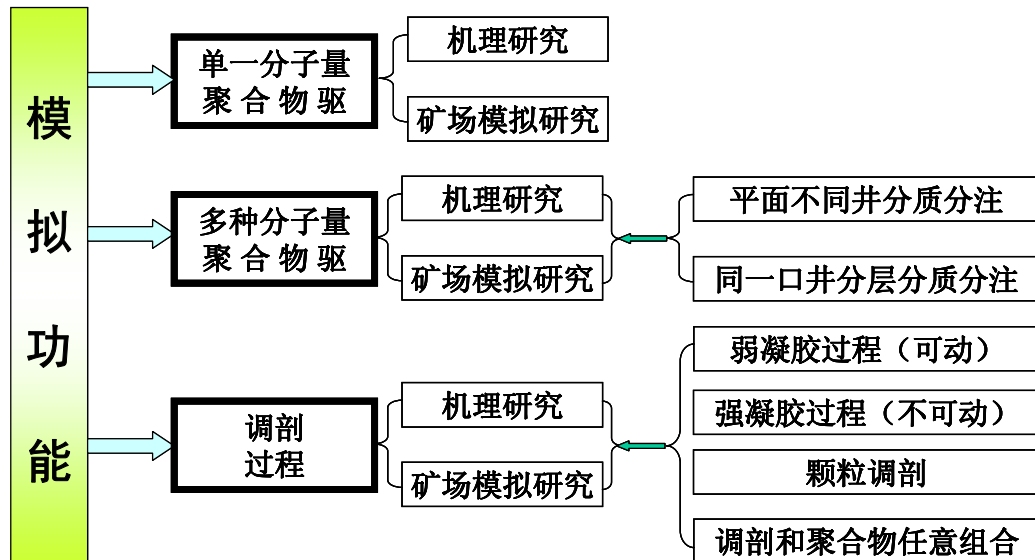 模拟功能
单一分子量
聚合物驱
机理研究
矿场模拟研究
多种分子量
聚合物驱
机理研究
矿场模拟研究
平面不同井分质分注
同一口井分层分质分注
调剖
过程
机理研究
矿场模拟研究
弱凝胶过程（可动）
强凝胶过程（不可动）
颗粒调剖
调剖和聚合物任意组合